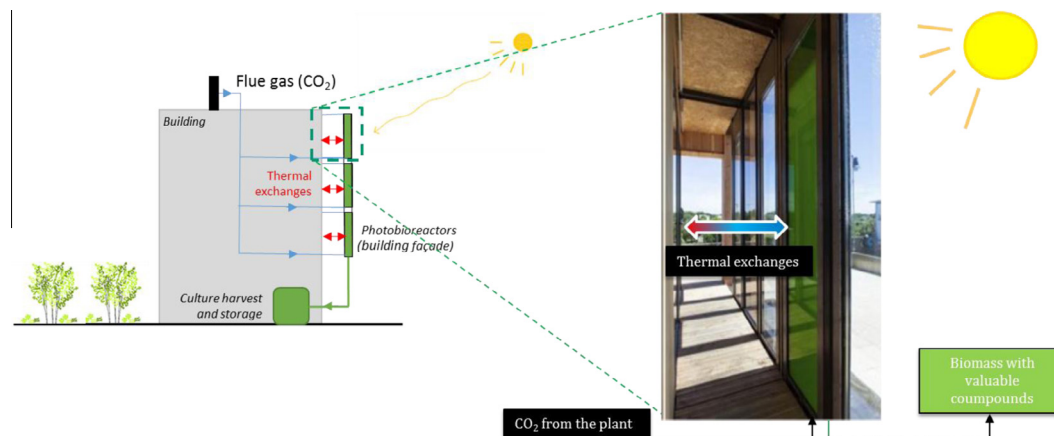 Flue gas (CO₂)
Building
Thermal
exchanges
Photobioreactors
(building façade)
Culture harvest
and storage
Thermal exchanges
CO₂ from the plant
Biomass with
valuable
coumpounds